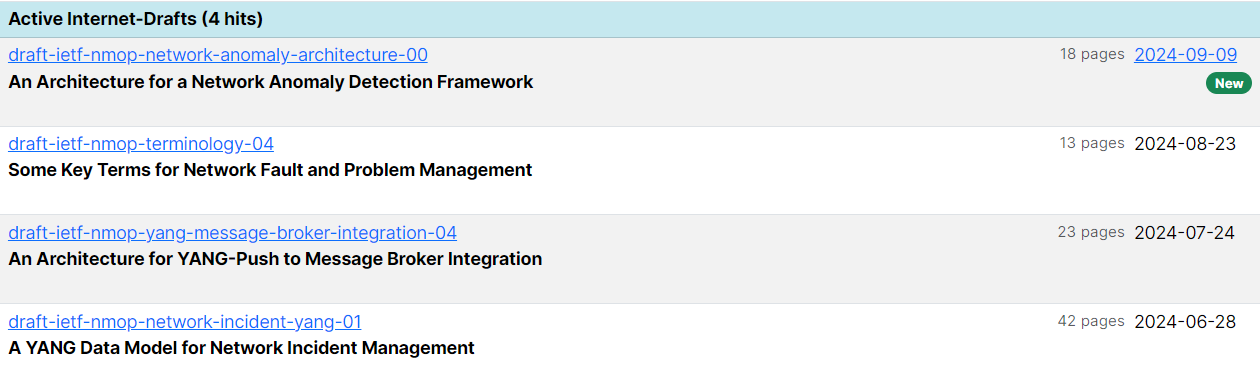 Active Internet-Drafts (4 hits)
draft-ietf-nmop-network-anomaly-architecture-00 18 pages 2024-09-09
An Architecture for a Network Anomaly Detection Framework New
draft-ietf-nmop-terminology-04 13 pages 2024-08-23
Some Key Terms for Network Fault and Problem Management
draft-ietf-nmop-yang-message-broker-integration-04 23 pages 2024-07-24
An Architecture for YANG-Push to Message Broker Integration
draft-ietf-nmop-network-incident-yang-01 42 pages 2024-06-28
A YANG Data Model for Network Incident Management